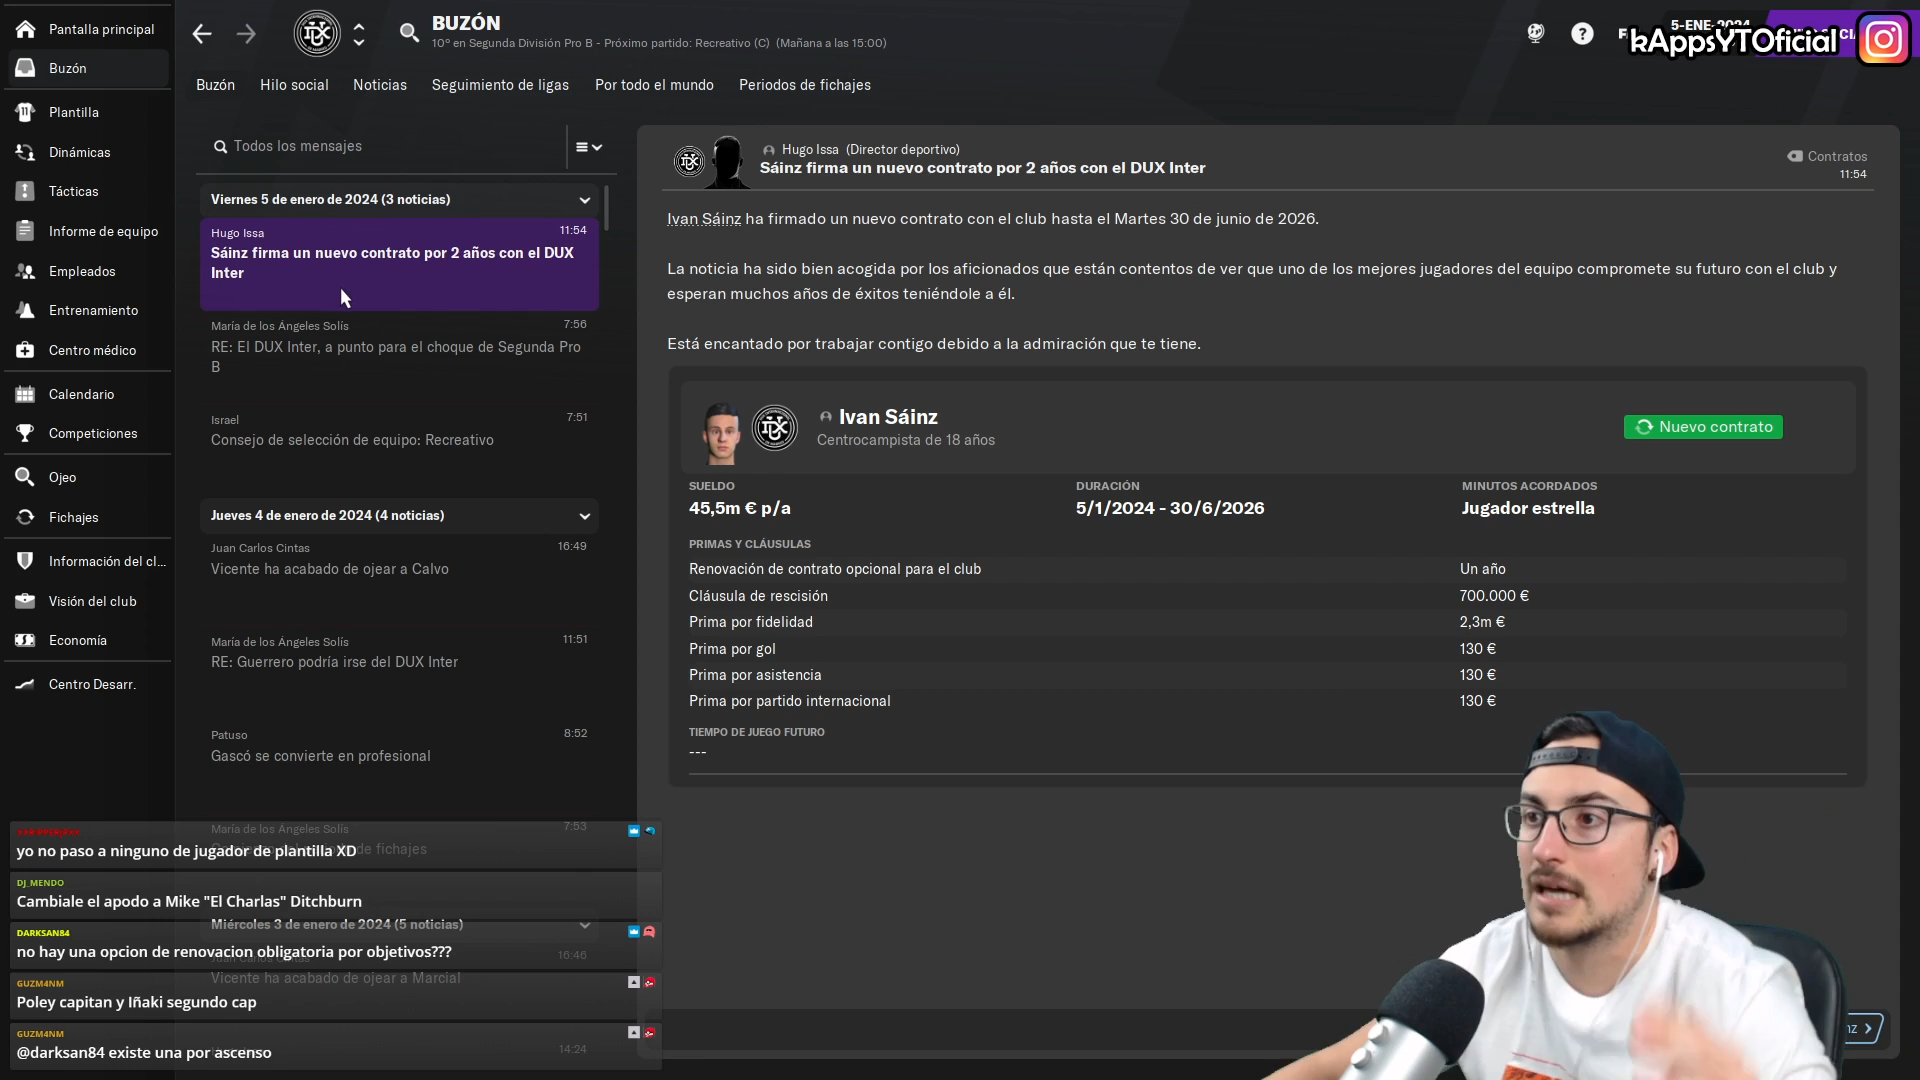 Pantalla principal
Buzón
Plantilla
Dinámicas
Tácticas
Informe de equipo
Empleados
Entrenamiento
Centro médico
Calendario
Competiciones
Ojeo
Fichajes
Información del cl...
Visión del club
Economía
Centro Desarr.
BUZÓN
10º en Segunda División Pro B - Próximo partido: Recreativo (C) (Mañana a las 15:00)
5-ENE-2024
kAppsYTOficial
Buzón
Hilo social
Noticias
Seguimiento de ligas
Por todo el mundo
Periodos de fichajes
Todos los mensajes
Viernes 5 de enero de 2024 (3 noticias)
Hugo Issa 11:54
Sáinz firma un nuevo contrato por 2 años con el DUX
Inter
María de los Ángeles Solís 7:56
RE: El DUX Inter, a punto para el choque de Segunda Pro
B
Israel 7:51
Consejo de selección de equipo: Recreativo
Jueves 4 de enero de 2024 (4 noticias)
Juan Carlos Cintas 16:49
Vicente ha acabado de ojear a Calvo
María de los Ángeles Solís 11:51
RE: Guerrero podría irse del DUX Inter
Patuso 8:52
Gascó se convierte en profesional
María de los Ángeles Solís 7:53
de fichajes
yo no paso a ninguno de jugador de plantilla XD
DJ_MENDO
Cambiale el apodo a Mike "El Charlas" Ditchburn
Miércoles 3 de enero de 2024 (5 noticias)
DARKSAN84
no hay una opcion de renovacion obligatoria por objetivos???
16:46
Vicente ha acabado de ojear a Marcial
GUZM4NM
Poley capitan y Iñaki segundo cap
GUZM4NM
@darksan84 existe una por ascenso
14:24
Hugo Issa (Director deportivo)
Sáinz firma un nuevo contrato por 2 años con el DUX Inter
Contratos
11:54
Ivan Sáinz ha firmado un nuevo contrato con el club hasta el Martes 30 de junio de 2026.
La noticia ha sido bien acogida por los aficionados que están contentos de ver que uno de los mejores jugadores del equipo compromete su futuro con el club y
esperan muchos años de éxitos teniéndole a él.
Está encantado por trabajar contigo debido a la admiración que te tiene.
Ivan Sáinz
Centrocampista de 18 años
Nuevo contrato
SUELDO DURACIÓN MINUTOS ACORDADOS
45,5m € p/a 5/1/2024 - 30/6/2026 Jugador estrella
PRIMAS Y CLÁUSULAS
Renovación de contrato opcional para el club Un año
Cláusula de rescisión 700.000 €
Prima por fidelidad 2,3m €
Prima por gol 130 €
Prima por asistencia 130 €
Prima por partido internacional 130 €
TIEMPO DE JUEGO FUTURO
---